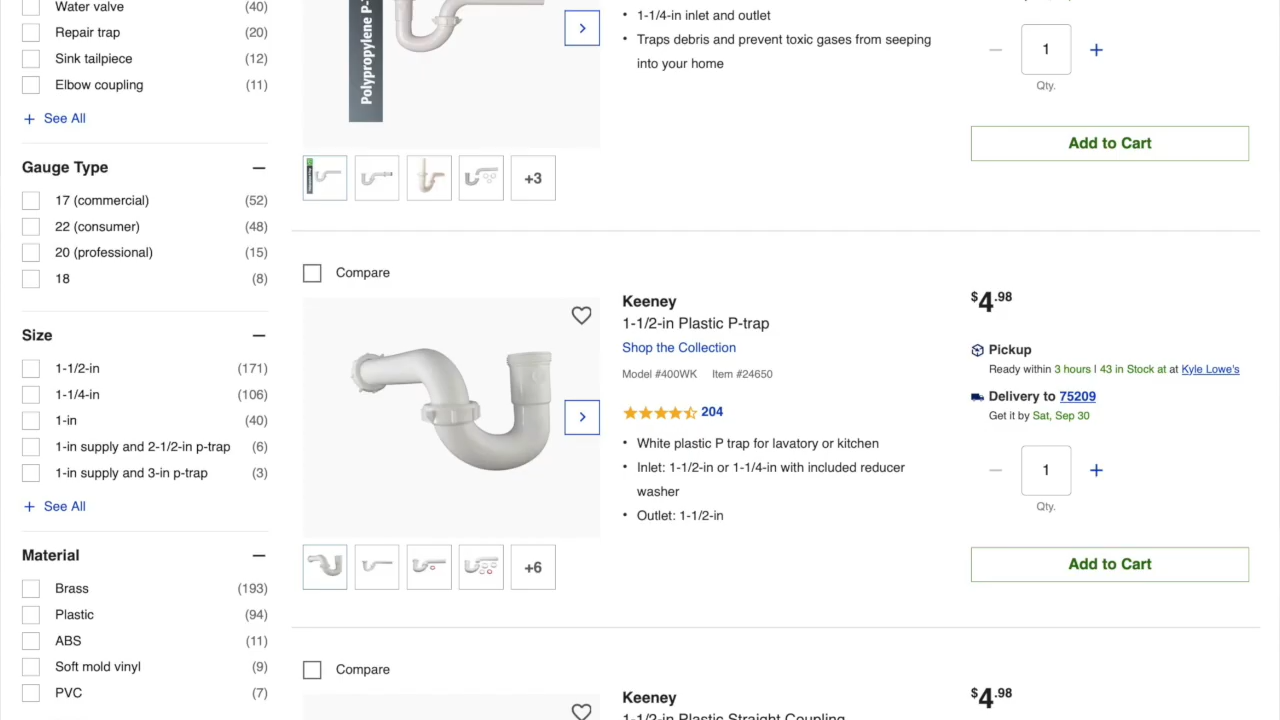 Water valve (40)
Repair trap (20)
Sink tailpiece (12)
Elbow coupling (11)
+ See All
Gauge Type
17 (commercial) (52)
22 (consumer) (48)
20 (professional) (15)
18 (8)
Size
1-1/2-in (171)
1-1/4-in (106)
1-in (40)
1-in supply and 2-1/2-in p-trap (6)
1-in supply and 3-in p-trap (3)
+ See All
Material
Brass (193)
Plastic (94)
ABS (11)
Soft mold vinyl (9)
PVC (7)
Polypropylene P-
• 1-1/4-in inlet and outlet
• Traps debris and prevent toxic gases from seeping
into your home
1
Qty.
Add to Cart
+3
Compare
Keeney
1-1/2-in Plastic P-trap
Shop the Collection
Model #400WK Item #24650
204
• White plastic P trap for lavatory or kitchen
• Inlet: 1-1/2-in or 1-1/4-in with included reducer
washer
• Outlet: 1-1/2-in
+6
$4.98
Pickup
Ready within 3 hours | 43 in Stock at at Kyle Lowe's
Delivery to 75209
Get it by Sat, Sep 30
1
Qty.
Add to Cart
Compare
Keeney
1-1/2-in Plastic Straight Coupling
$4.98